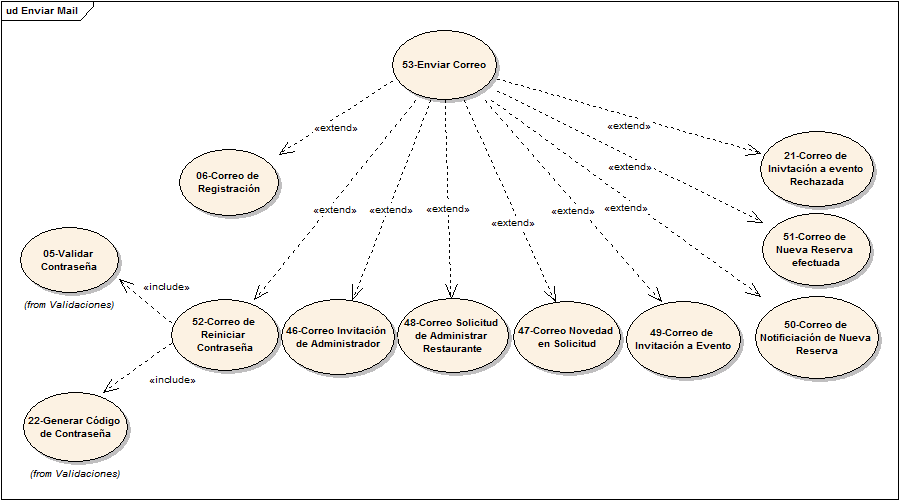 ud Enviar Mail
53-Enviar Correo
«extend»
«extend»
06-Correo de
Registración
21-Correo de
Inivtación a evento
Rechazada
«extend»
«extend»
«extend»
«extend»
«extend»
«extend»
«extend»
51-Correo de
Nueva Reserva
efectuada
05-Validar
Contraseña
(from Validaciones)
«include»
52-Correo de
Reiniciar
Contraseña
46-Correo Invitación
de Administrador
48-Correo Solicitud
de Administrar
Restaurante
47-Correo Novedad
en Solicitud
49-Correo de
Invitación a Evento
50-Correo de
Notificiación de Nueva
Reserva
«include»
22-Generar Código
de Contraseña
(from Validaciones)